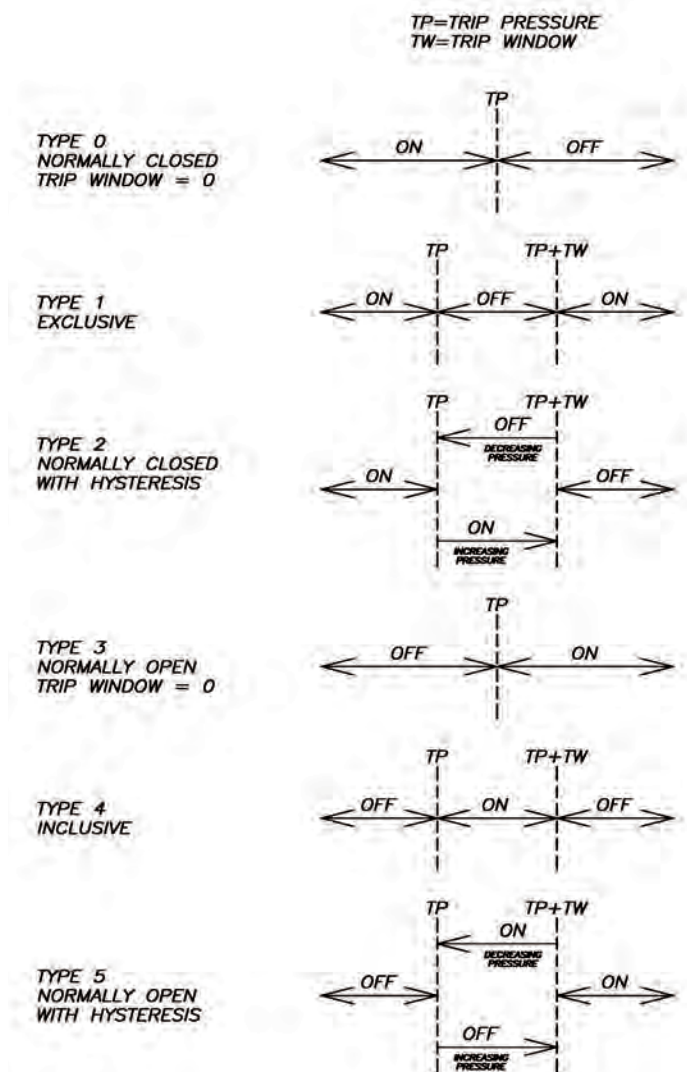 TP=TRIP PRESSURE
TW=TRIP WINDOW
TYPE 0
NORMALLY CLOSED
TRIP WINDOW = 0
TP
ON OFF
TYPE 1
EXCLUSIVE
TP TP+TW
ON OFF ON
TYPE 2
NORMALLY CLOSED
WITH HYSTERESIS
TP TP+TW
OFF
DECREASING
PRESSURE
ON OFF
ON
INCREASING
PRESSURE
TYPE 3
NORMALLY OPEN
TRIP WINDOW = 0
TP
OFF ON
TYPE 4
INCLUSIVE
TP TP+TW
OFF ON OFF
TYPE 5
NORMALLY OPEN
WITH HYSTERESIS
TP TP+TW
ON
DECREASING
PRESSURE
OFF ON
OFF
INCREASING
PRESSURE